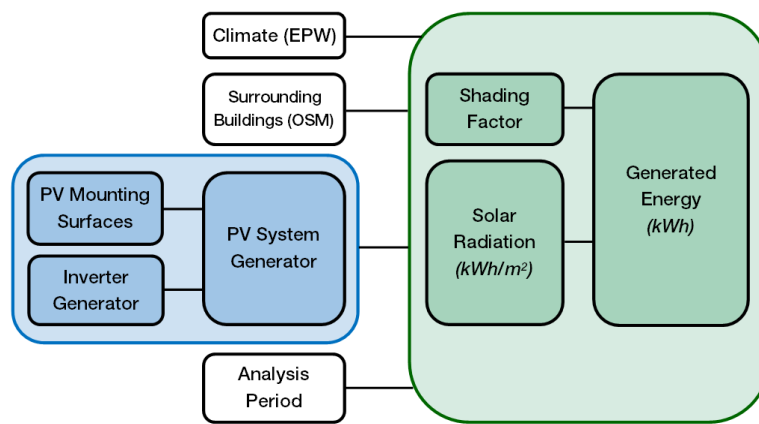 Climate (EPW)
Surrounding
Buildings (OSM)
PV Mounting
Surfaces
Inverter
Generator
PV System
Generator
Analysis
Period
Shading
Factor
Solar
Radiation
(kWh/m²)
Generated
Energy
(kWh)